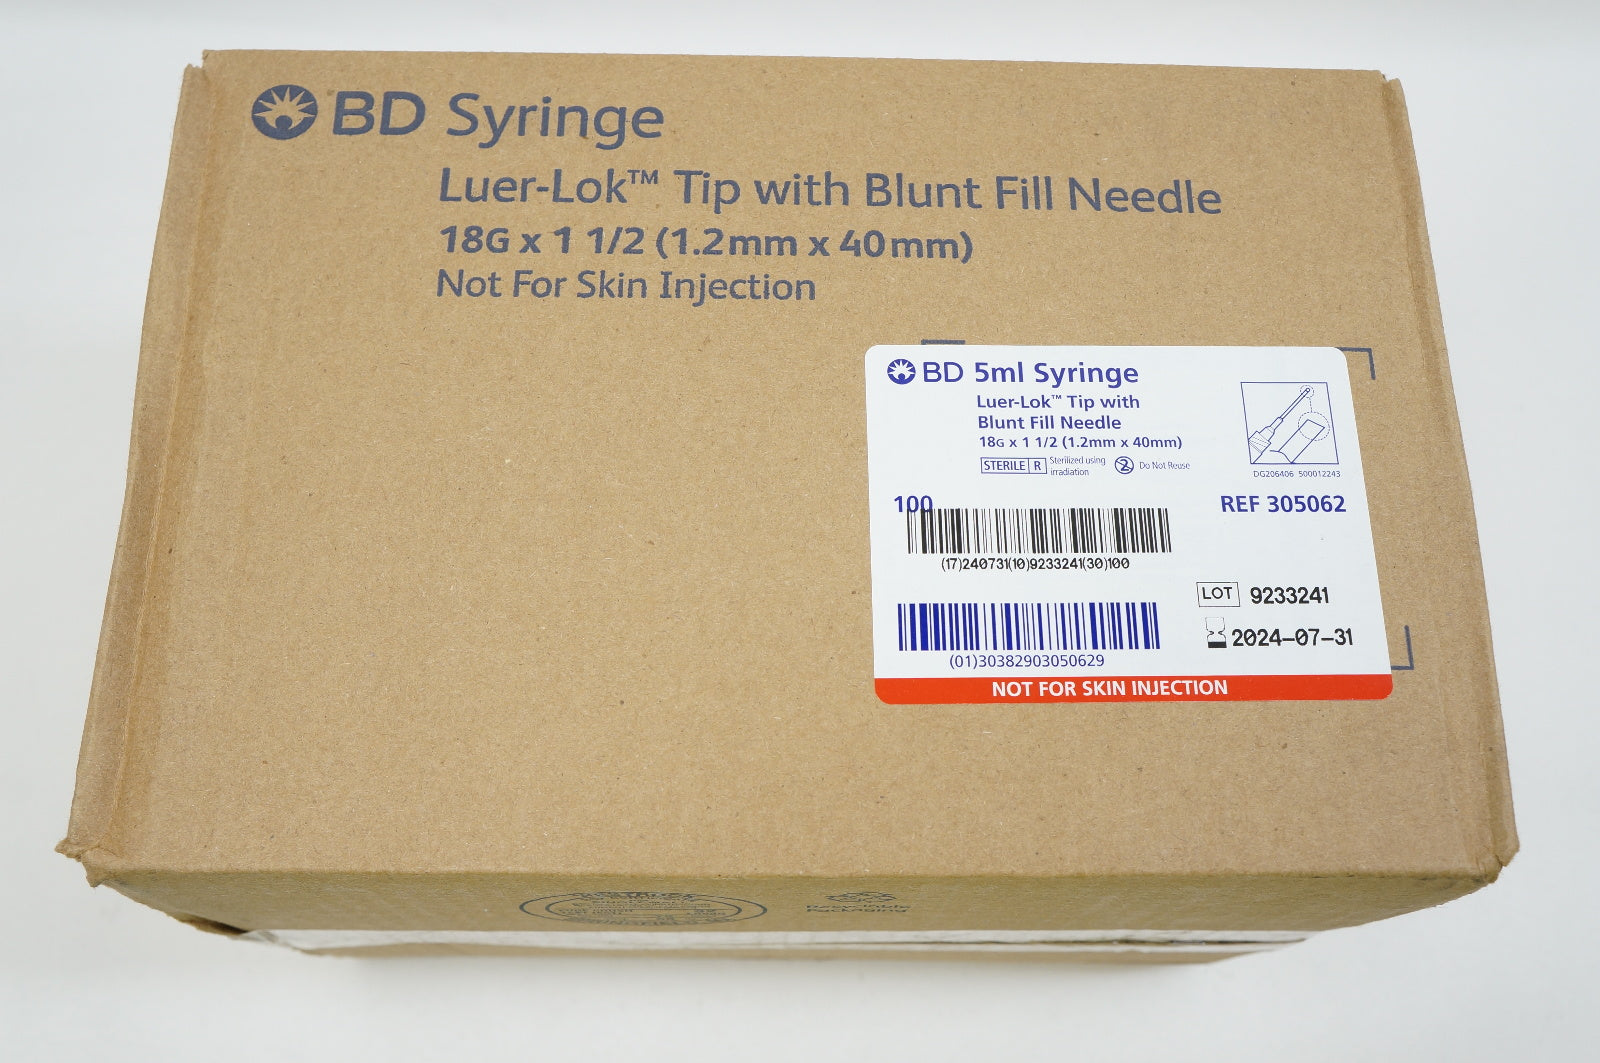 BD Syringe
Luer-Lok™ Tip with Blunt Fill Needle
18G x 1 1/2 (1.2mm x 40mm)
Not For Skin Injection
BD 5ml Syringe
Luer-Lok™ Tip with
Blunt Fill Needle
18G x 1 1/2 (1.2mm x 40mm)
STERILE R Sterilized using irradiation 2 Do Not Reuse
DG206406 500012243
100 REF 305062
(17)240731(10)9233241(30)100
LOT 9233241
2024-07-31
(01)30382903050629
NOT FOR SKIN INJECTION
Recyclable
Packaging